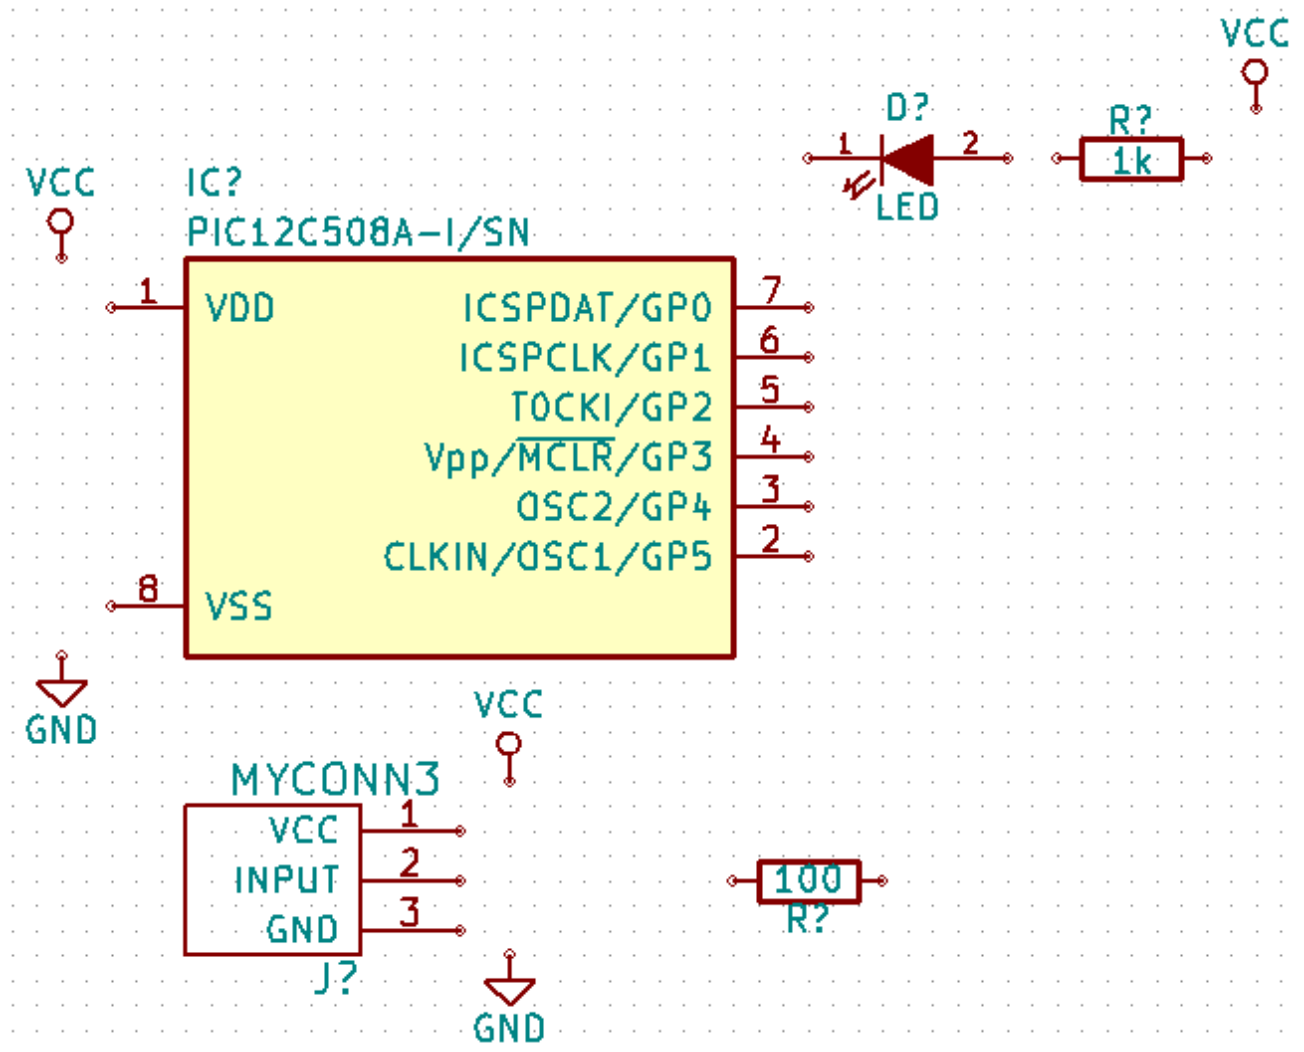 VCC
D?
R?
1 2
1k
LED
VCC
IC?
PIC12C508A-I/SN
1 VDD ICSPDAT/GP0 7
ICSPCLK/GP1 6
T0CKI/GP2 5
Vpp/MCLR/GP3 4
OSC2/GP4 3
CLKIN/OSC1/GP5 2
8 VSS
GND
VCC
MYCONN3
VCC 1
INPUT 2
GND 3
J?
100
R?
GND